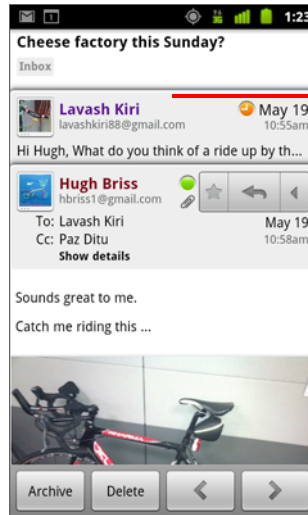 1:23
Cheese factory this Sunday?
Inbox
Lavash Kiri
May 19
lavashkiri88@gmail.com
10:55am
Hi Hugh, What do you think of a ride up by th...
Hugh Briss
hbriss1@gmail.com
To: Lavash Kiri
May 19
Cc: Paz Ditu
10:58am
Show details
Sounds great to me.
Catch me riding this ...
Archive
Delete